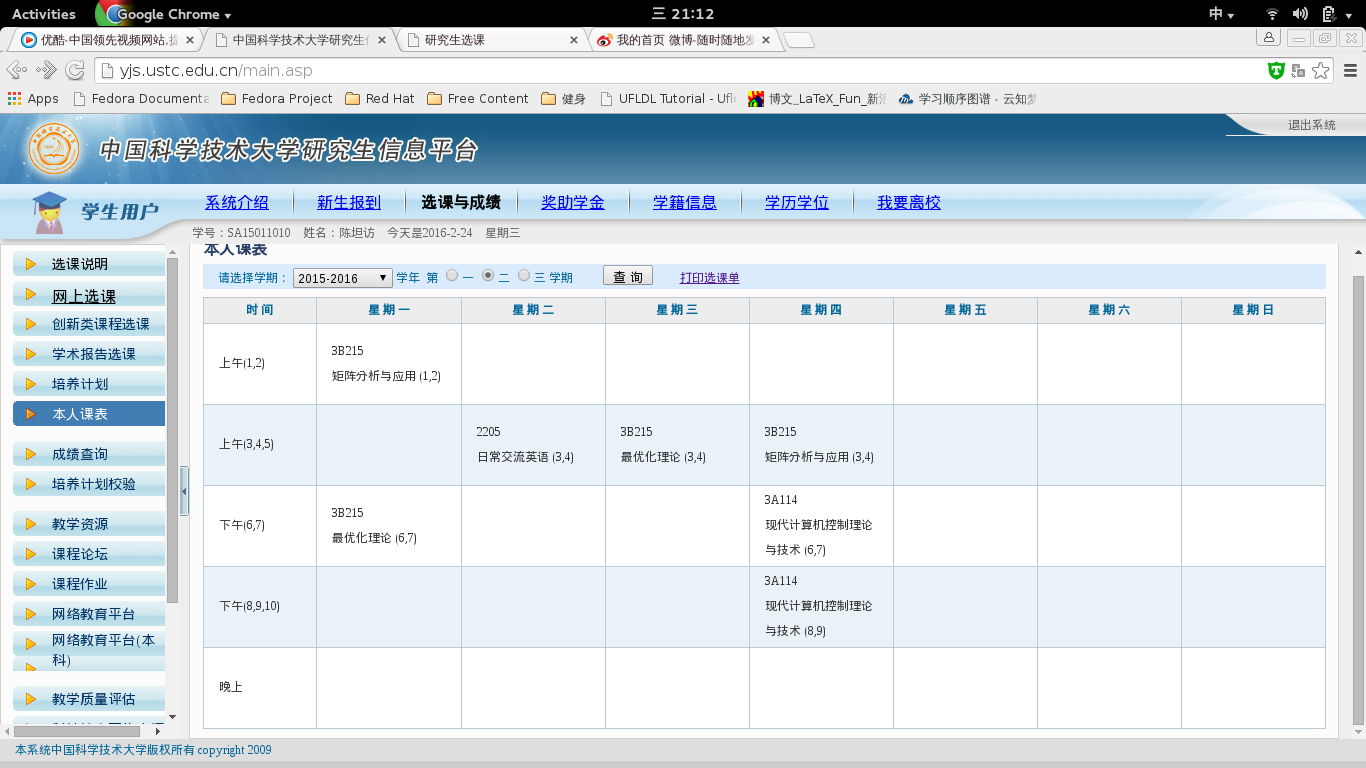 Activities Google Chrome 三 21:12 中
优酷-中国领先视频网站,提 中国科学技术大学研究生信 研究生选课 我的首页 微博-随时随地发
yjs.ustc.edu.cn/main.asp
Apps Fedora Documenta Fedora Project Red Hat Free Content 健身 UFLDL Tutorial - Ufl 博文_LaTeX_Fun_新浪 学习顺序图谱 - 云知梦
中国科学技术大学研究生信息平台
退出系统
学生用户
系统介绍 新生报到 选课与成绩 奖助学金 学籍信息 学历学位 我要离校
学号：SA15011010 姓名：陈坦访 今天是2016-2-24 星期三
选课说明
网上选课
创新类课程选课
学术报告选课
培养计划
本人课表
成绩查询
培养计划校验
教学资源
课程论坛
课程作业
网络教育平台
网络教育平台(本
科)
教学质量评估
本人课表
请选择学期： 2015-2016 学年 第 一 二 三 学期 查 询 打印选课单
时 间 星 期 一 星 期 二 星 期 三 星 期 四 星 期 五 星 期 六 星 期 日
上午(1,2)
3B215
矩阵分析与应用 (1,2)
上午(3,4,5)
2205
日常交流英语 (3,4)
3B215
最优化理论 (3,4)
3B215
矩阵分析与应用 (3,4)
下午(6,7)
3B215
最优化理论 (6,7)
3A114
现代计算机控制理论
与技术 (6,7)
下午(8,9,10)
3A114
现代计算机控制理论
与技术 (8,9)
晚上
本系统中国科学技术大学版权所有 copyright 2009